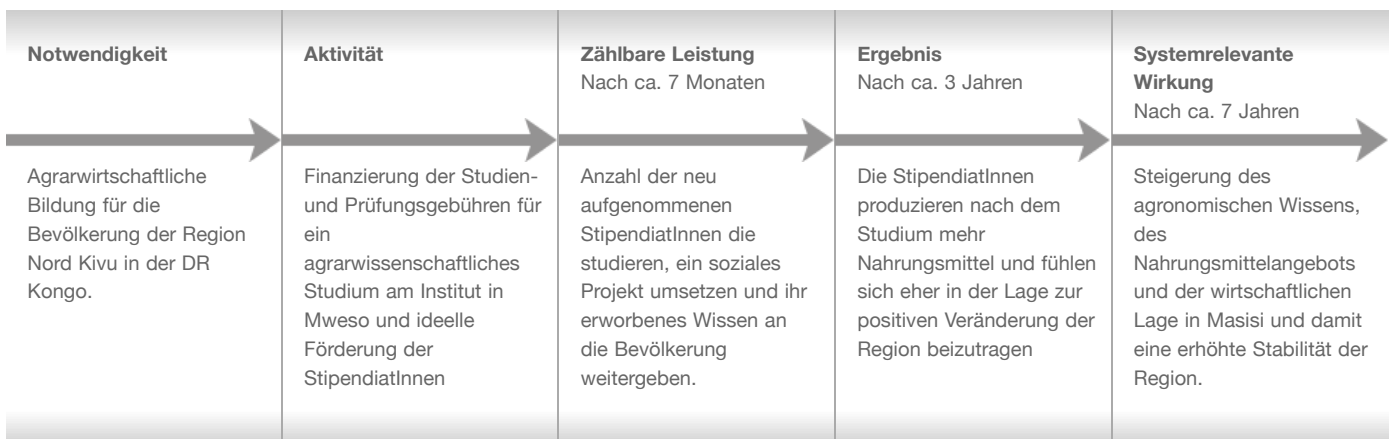 Notwendigkeit
Agrarwirtschaftliche
Bildung für die
Bevölkerung der Region
Nord Kivu in der DR
Kongo.
Aktivität
Finanzierung der Studien-
und Prüfungsgebühren für
ein
agrarwissenschaftliches
Studium am Institut in
Mweso und ideelle
Förderung der
StipendiatInnen
Zählbare Leistung
Nach ca. 7 Monaten
Anzahl der neu
aufgenommenen
StipendiatInnen die
studieren, ein soziales
Projekt umsetzen und ihr
erworbenes Wissen an
die Bevölkerung
weitergeben.
Ergebnis
Nach ca. 3 Jahren
Die StipendiatInnen
produzieren nach dem
Studium mehr
Nahrungsmittel und fühlen
sich eher in der Lage zur
positiven Veränderung der
Region beizutragen
Systemrelevante
Wirkung
Nach ca. 7 Jahren
Steigerung des
agronomischen Wissens,
des
Nahrungsmittelangebots
und der wirtschaftlichen
Lage in Masisi und damit
eine erhöhte Stabilität der
Region.